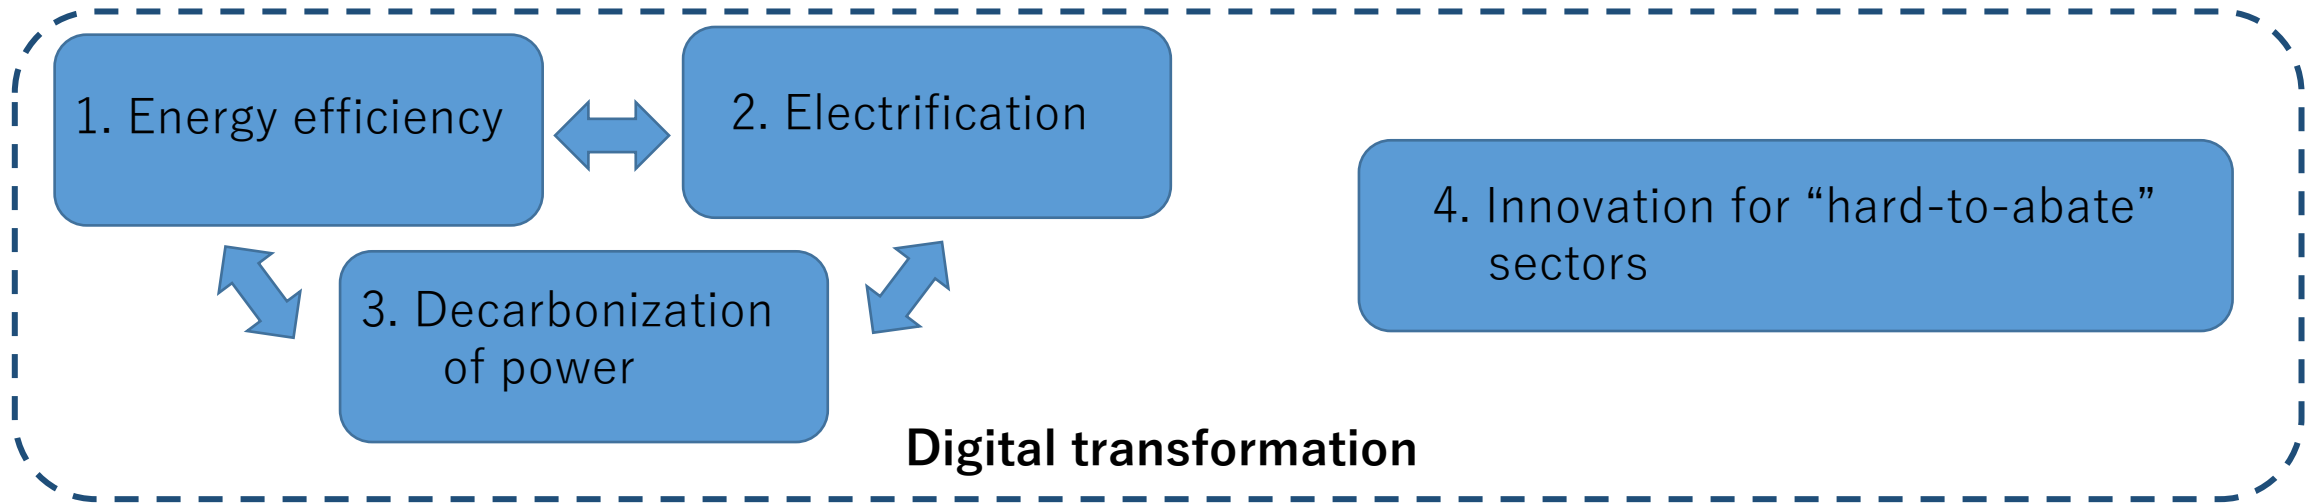 1. Energy efficiency
2. Electrification
3. Decarbonization
of power
4. Innovation for “hard-to-abate”
sectors
Digital transformation